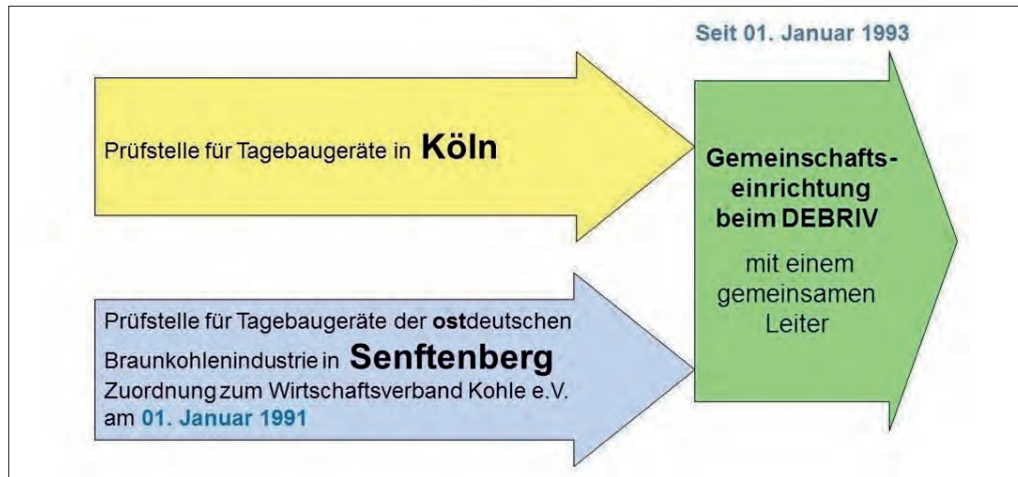 Seit 01. Januar 1993
Prüfstelle für Tagebaugeräte in Köln
Prüfstelle für Tagebaugeräte der ostdeutschen
Braunkohlenindustrie in Senftenberg
Zuordnung zum Wirtschaftsverband Kohle e.V.
am 01. Januar 1991
Gemeinschafts-
einrichtung
beim DEBRIV
mit einem
gemeinsamen
Leiter